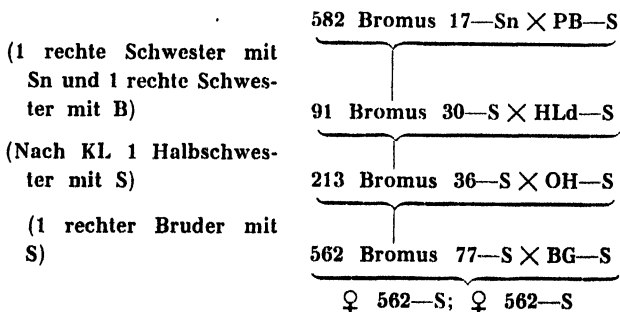 582 Bromus 17—Sn × PB—S
(1 rechte Schwester mit
Sn und 1 rechte Schwes-
ter mit B)
91 Bromus 30—S × HLd—S
(Nach KL 1 Halbschwes-
ter mit S)
213 Bromus 36—S × OH—S
(1 rechter Bruder mit
S)
562 Bromus 77—S × BG—S
♀ 562—S; ♀ 562—S